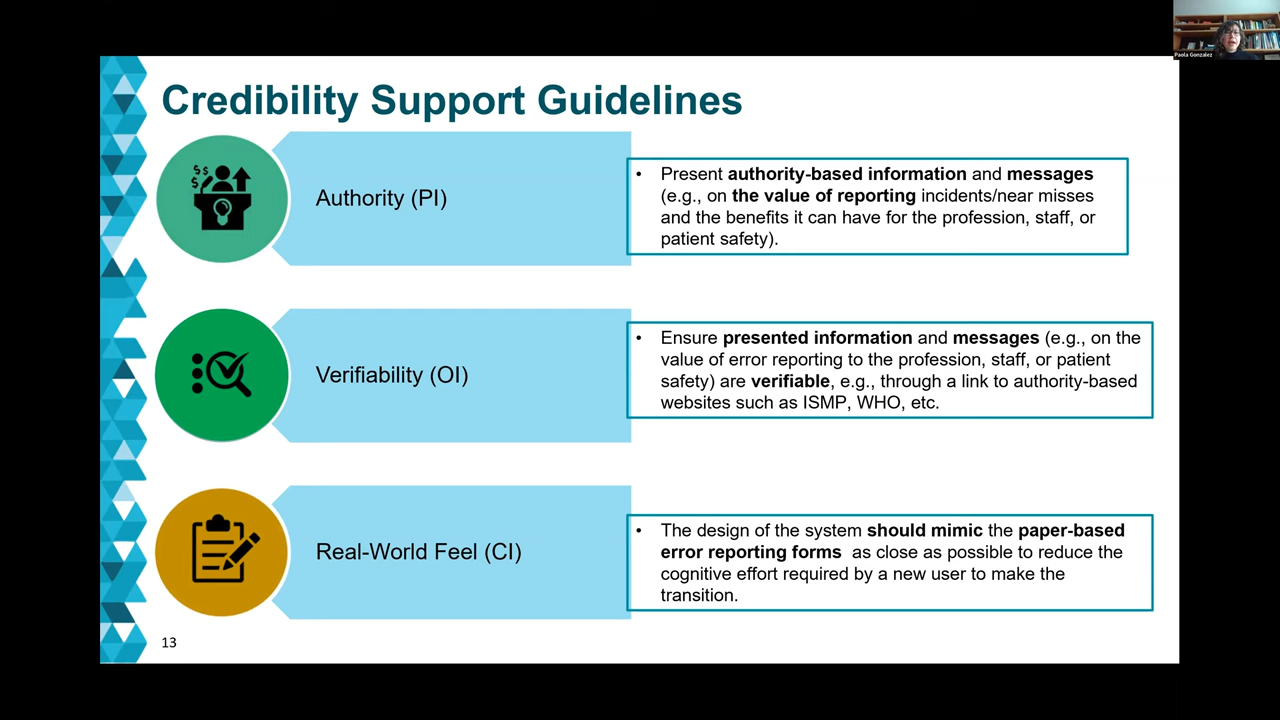 Paola Gonzalez
Credibility Support Guidelines
$$
$
Authority (PI)
• Present authority-based information and messages
(e.g., on the value of reporting incidents/near misses
and the benefits it can have for the profession, staff, or
patient safety).
Verifiability (OI)
• Ensure presented information and messages (e.g., on the
value of error reporting to the profession, staff, or patient
safety) are verifiable, e.g., through a link to authority-based
websites such as ISMP, WHO, etc.
Real-World Feel (CI)
• The design of the system should mimic the paper-based
error reporting forms as close as possible to reduce the
cognitive effort required by a new user to make the
transition.
13